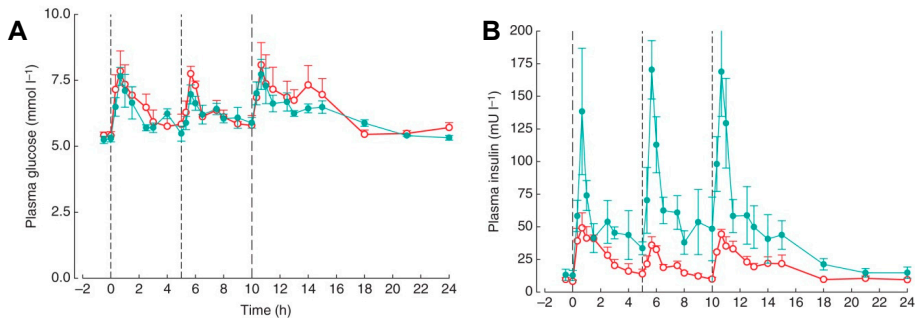 A
Plasma glucose (mmol l⁻¹)
10.0
7.5
5.0
2.5
0.0
−2 0 2 4 6 8 10 12 14 16 18 20 22 24
Time (h)
B
Plasma insulin (mU l⁻¹)
200
175
150
125
100
75
50
25
0
−2 0 2 4 6 8 10 12 14 16 18 20 22 24